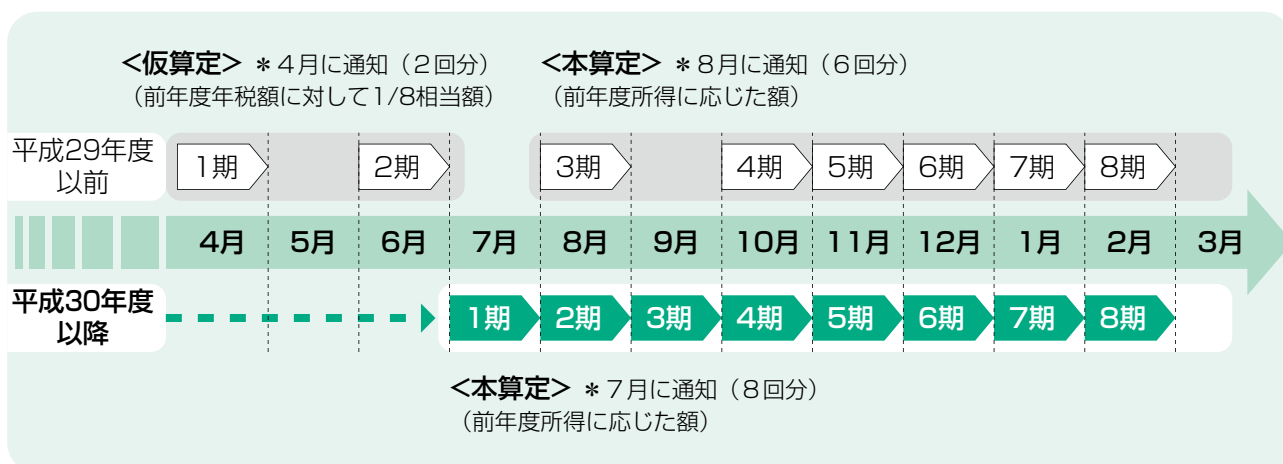 <仮算定> *4月に通知(2回分)
(前年度年税額に対して1/8相当額)
<本算定> *8月に通知(6回分)
(前年度所得に応じた額)
平成29年度
以前
1期 2期 3期 4期 5期 6期 7期 8期
4月 5月 6月 7月 8月 9月 10月 11月 12月 1月 2月 3月
平成30年度
以降
1期 2期 3期 4期 5期 6期 7期 8期
<本算定> *7月に通知(8回分)
(前年度所得に応じた額)